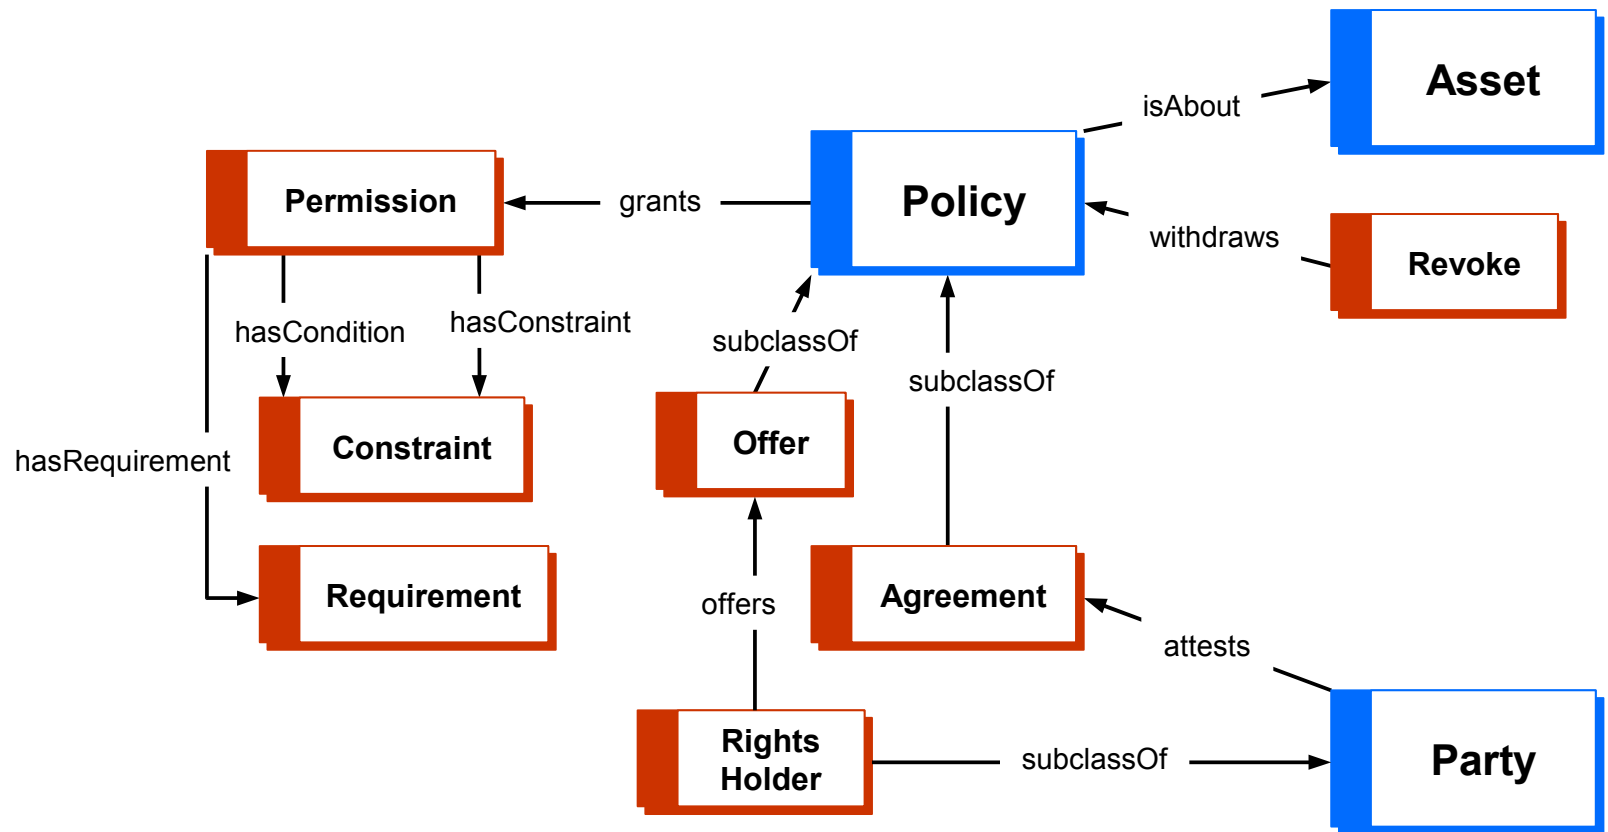 Asset
isAbout
Policy
Permission
grants
withdraws
Revoke
hasCondition
hasConstraint
subclassOf
subclassOf
Constraint
Offer
hasRequirement
Requirement
offers
Agreement
attests
Rights
Holder
subclassOf
Party